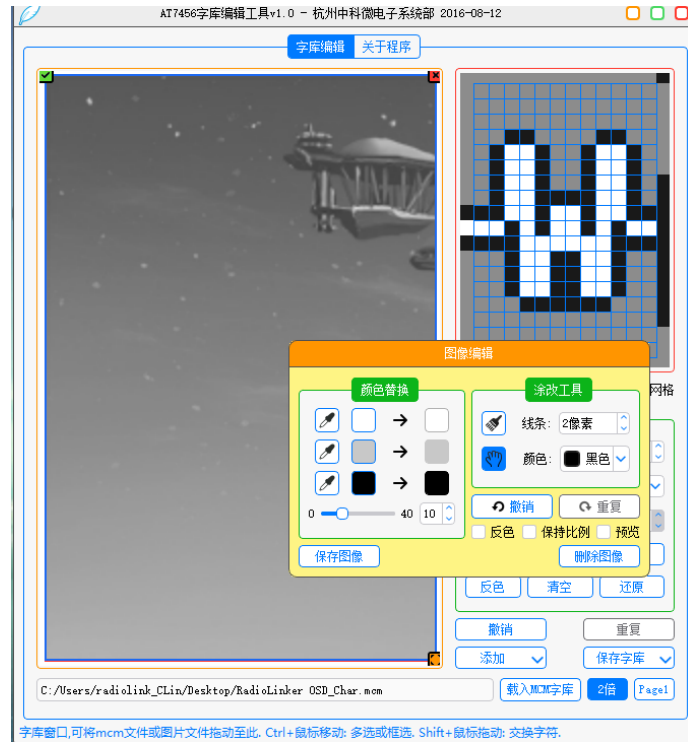 AT7456字库编辑工具v1.0 - 杭州中科微电子系统部 2016-08-12
字库编辑 关于程序
图像编辑
网格
颜色替换
涂改工具
线条: 2像素
颜色: 黑色
0 40 10
撤销 重复
反色 保持比例 预览
保存图像 删除图像
反色 清空 还原
撤销 重复
添加 保存字库
C:/Users/radiolink_CLin/Desktop/RadioLinker OSD_Char.mcm 载入MCM字库 2倍 Page1
字库窗口,可将mcm文件或图片文件拖动至此. Ctrl+鼠标移动: 多选或框选. Shift+鼠标拖动: 交换字符.